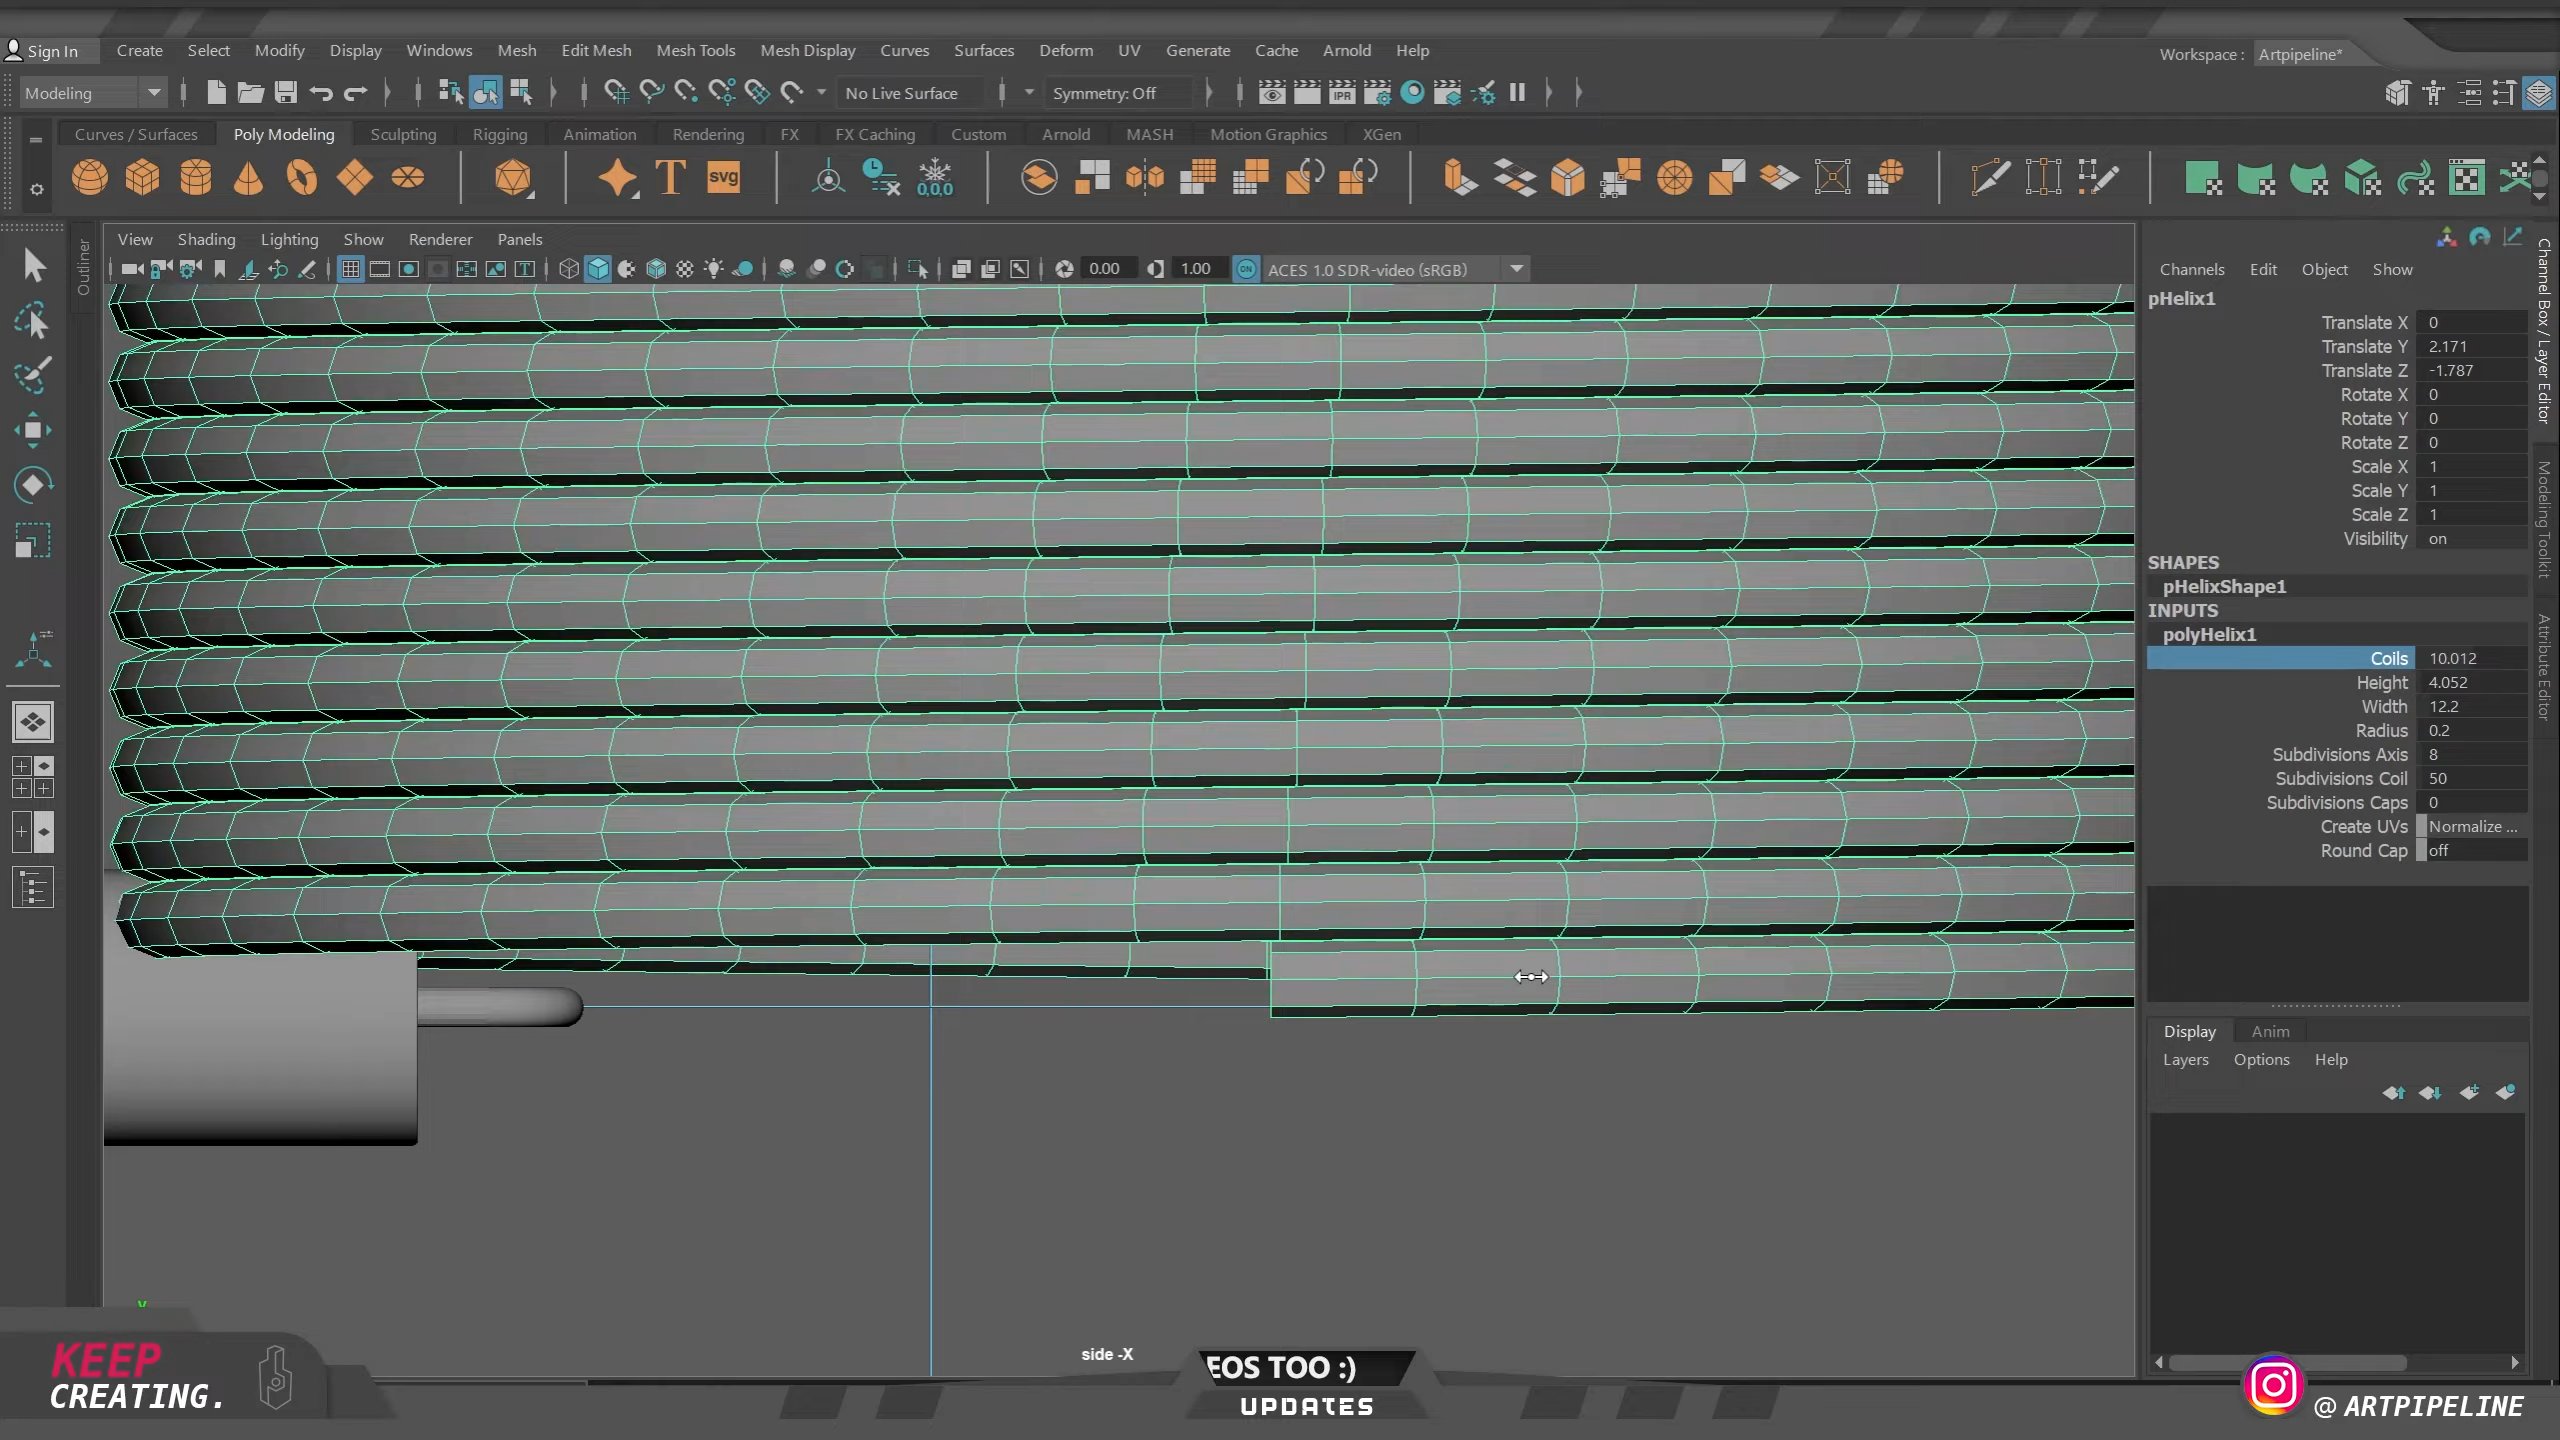 Sign In Create Select Modify Display Windows Mesh Edit Mesh Mesh Tools Mesh Display Curves Surfaces Deform UV Generate Cache Arnold Help Workspace : Artpipeline*
Modeling No Live Surface Symmetry: Off IPR
Curves / Surfaces Poly Modeling Sculpting Rigging Animation Rendering FX FX Caching Custom Arnold MASH Motion Graphics XGen
T svg 0,0,0
Outliner
View Shading Lighting Show Renderer Panels
0.00 1.00 ON ACES 1.0 SDR-video (sRGB)
Channels Edit Object Show
pHelix1
Translate X 0
Translate Y 2.171
Translate Z -1.787
Rotate X 0
Rotate Y 0
Rotate Z 0
Scale X 1
Scale Y 1
Scale Z 1
Visibility on
SHAPES
pHelixShape1
INPUTS
polyHelix1
Coils 10.012
Height 4.052
Width 12.2
Radius 0.2
Subdivisions Axis 8
Subdivisions Coil 50
Subdivisions Caps 0
Create UVs Normalize ...
Round Cap off
Channel Box / Layer Editor
Modeling Toolkit
Attribute Editor
Display Anim
Layers Options Help
side -X
KEEP
CREATING.
EOS TOO :)
UPDATES
@ ARTPIPELINE